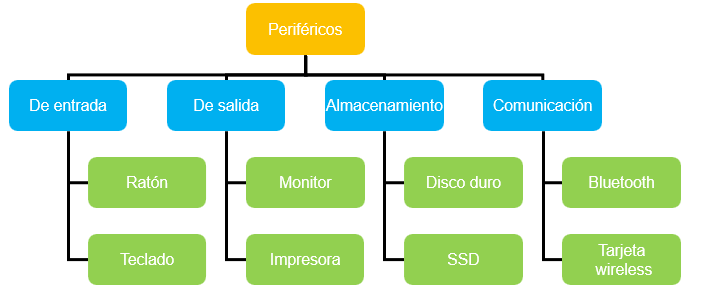 Periféricos
De entrada
De salida
Almacenamiento
Comunicación
Ratón
Monitor
Disco duro
Bluetooth
Teclado
Impresora
SSD
Tarjeta
wireless